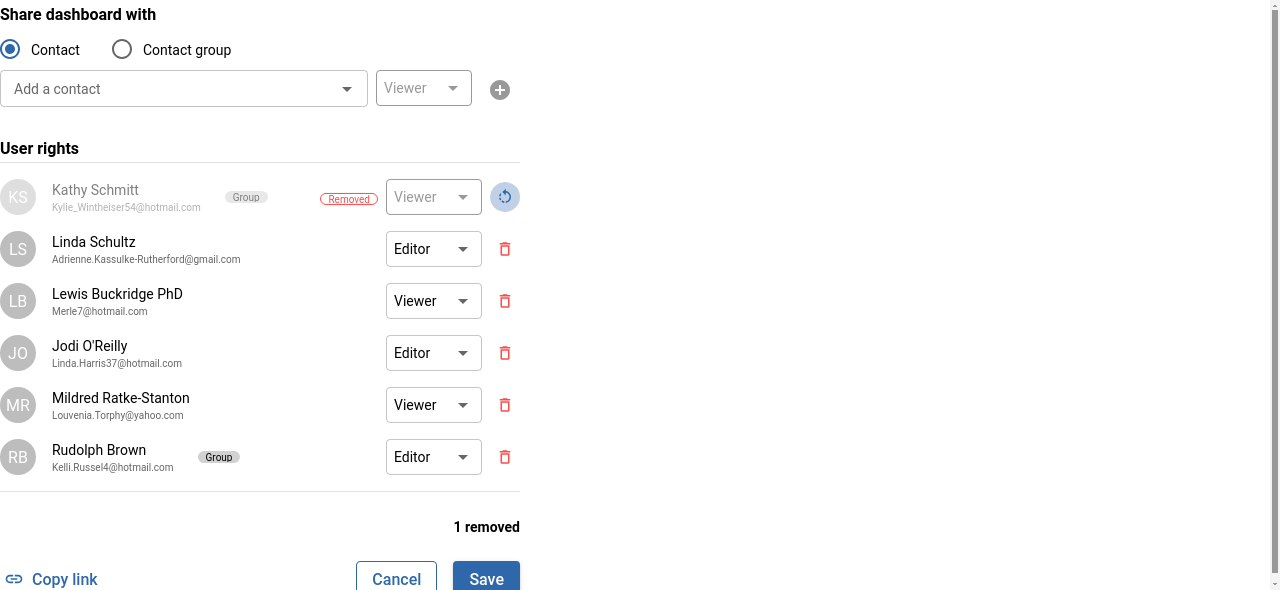 Share dashboard with
Contact
Contact group
Add a contact
Viewer
User rights
KS
Kathy Schmitt
Kylie_Wintheiser54@hotmail.com
Group
Removed
Viewer
LS
Linda Schultz
Adrienne.Kassulke-Rutherford@gmail.com
Editor
LB
Lewis Buckridge PhD
Merle7@hotmail.com
Viewer
JO
Jodi O'Reilly
Linda.Harris37@hotmail.com
Editor
MR
Mildred Ratke-Stanton
Louvenia.Torphy@yahoo.com
Viewer
RB
Rudolph Brown
Kelli.Russel4@hotmail.com
Group
Editor
1 removed
Copy link
Cancel
Save